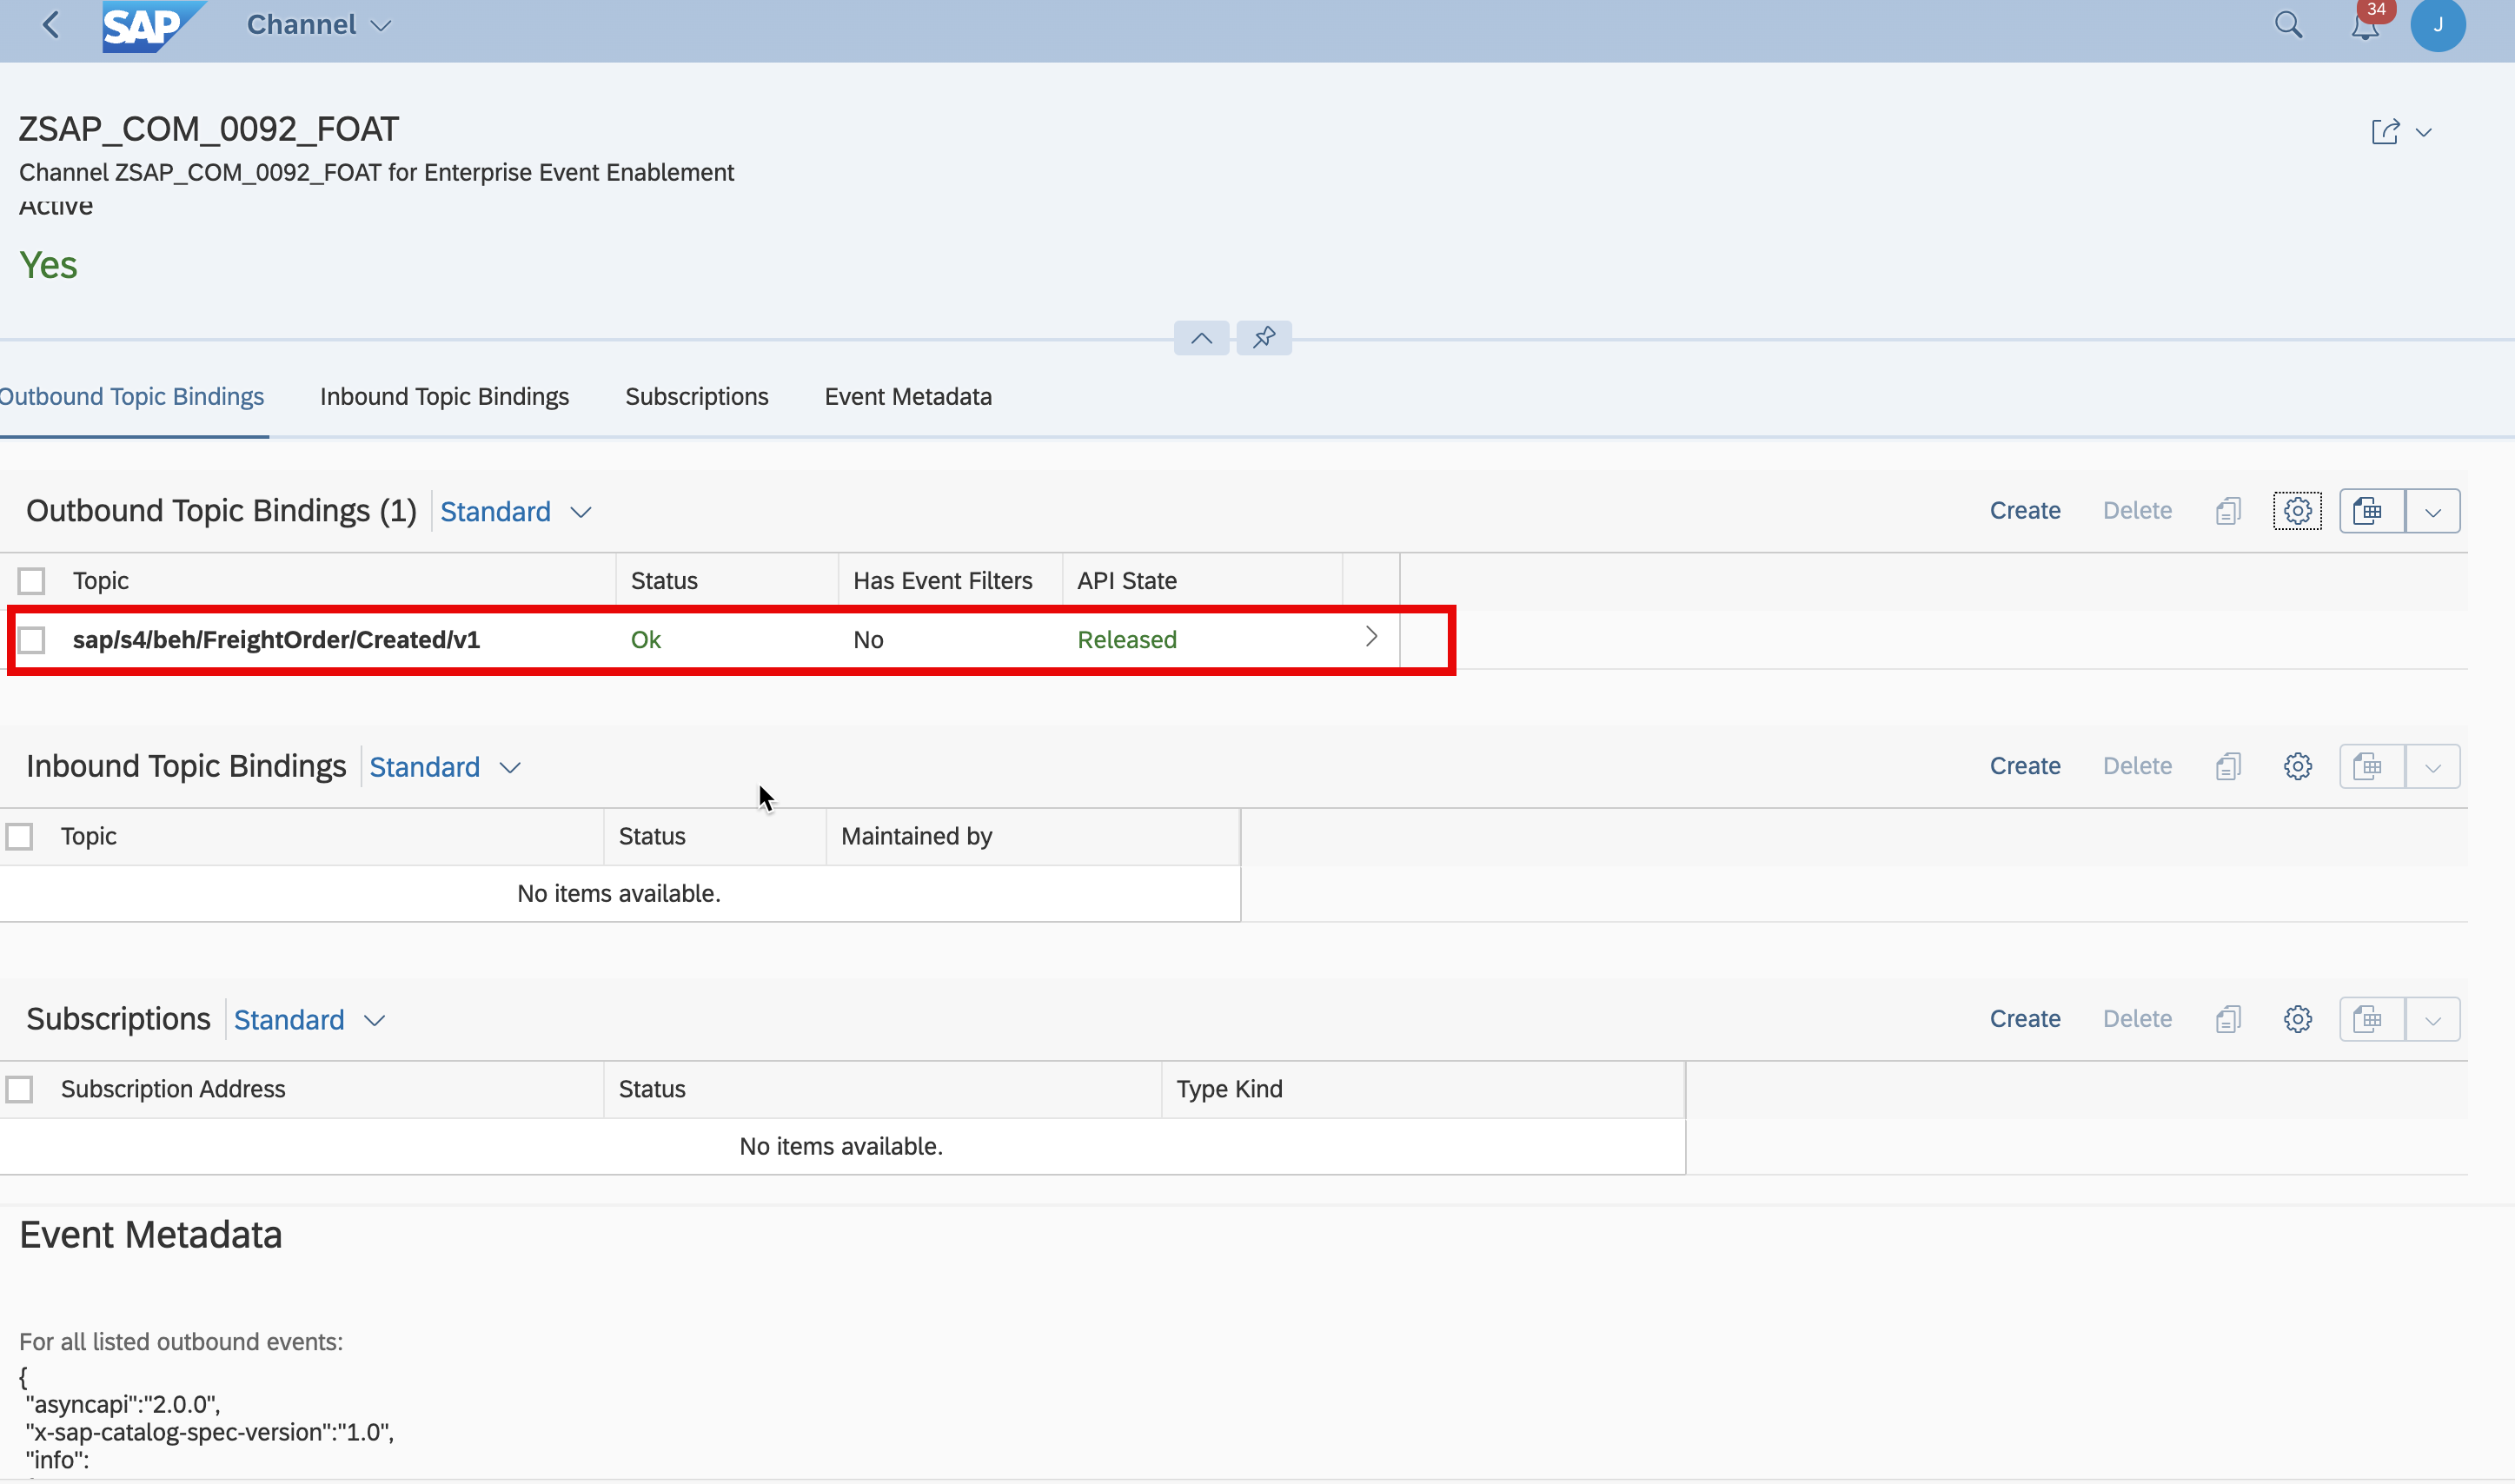 SAP Channel 34 J
ZSAP_COM_0092_FOAT
Channel ZSAP_COM_0092_FOAT for Enterprise Event Enablement
Active
Yes
Outbound Topic Bindings Inbound Topic Bindings Subscriptions Event Metadata
Outbound Topic Bindings (1) Standard Create Delete
Topic Status Has Event Filters API State
sap/s4/beh/FreightOrder/Created/v1 Ok No Released
Inbound Topic Bindings Standard Create Delete
Topic Status Maintained by
No items available.
Subscriptions Standard Create Delete
Subscription Address Status Type Kind
No items available.
Event Metadata
For all listed outbound events:
{
"asyncapi":"2.0.0",
"x-sap-catalog-spec-version":"1.0",
"info":